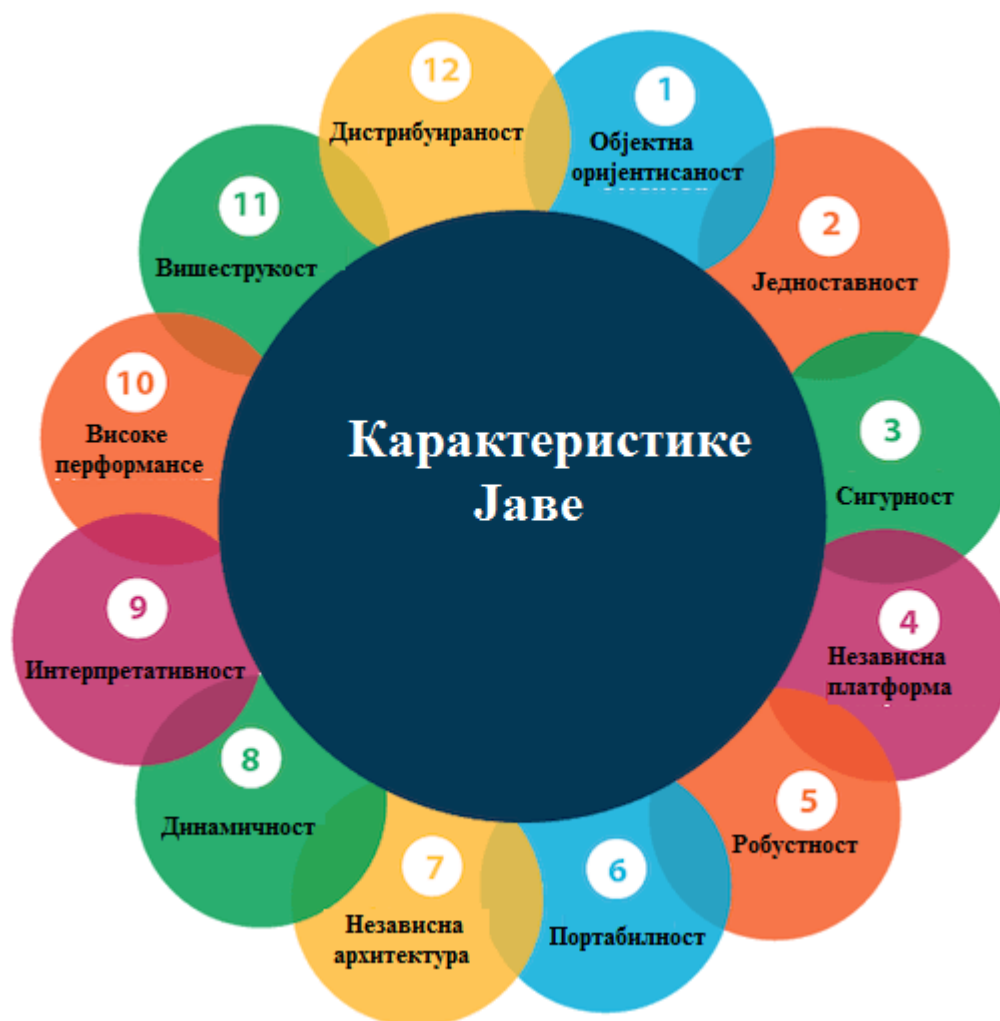 Карактеристике
Јаве
1
Објектна
оријентисаност
2
Једноставност
3
Сигурност
4
Независна
платформа
5
Робустност
6
Портабилност
7
Независна
архитектура
8
Динамичност
9
Интерпретативност
10
Високе
перформансе
11
Вишеструкост
12
Дистрибуираност